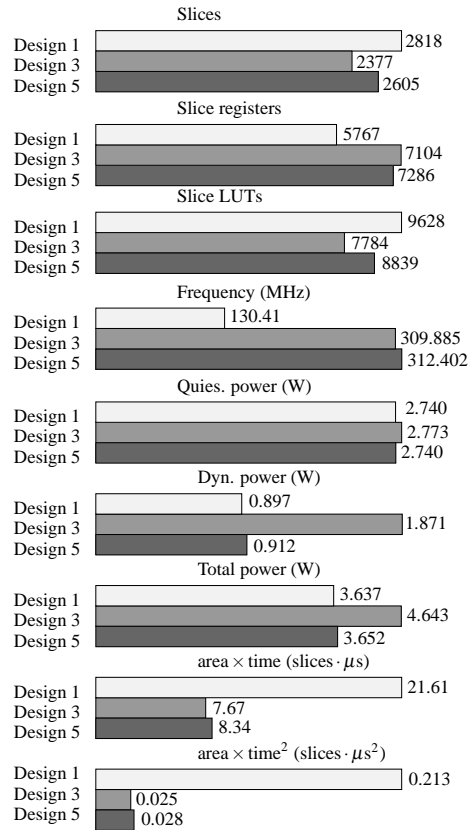 Slices
Design 1 2818
Design 3 2377
Design 5 2605
Slice registers
Design 1 5767
Design 3 7104
Design 5 7286
Slice LUTs
Design 1 9628
Design 3 7784
Design 5 8839
Frequency (MHz)
Design 1 130.41
Design 3 309.885
Design 5 312.402
Quies. power (W)
Design 1 2.740
Design 3 2.773
Design 5 2.740
Dyn. power (W)
Design 1 0.897
Design 3 1.871
Design 5 0.912
Total power (W)
Design 1 3.637
Design 3 4.643
Design 5 3.652
area × time (slices · μs)
Design 1 21.61
Design 3 7.67
Design 5 8.34
area × time² (slices · μs²)
Design 1 0.213
Design 3 0.025
Design 5 0.028